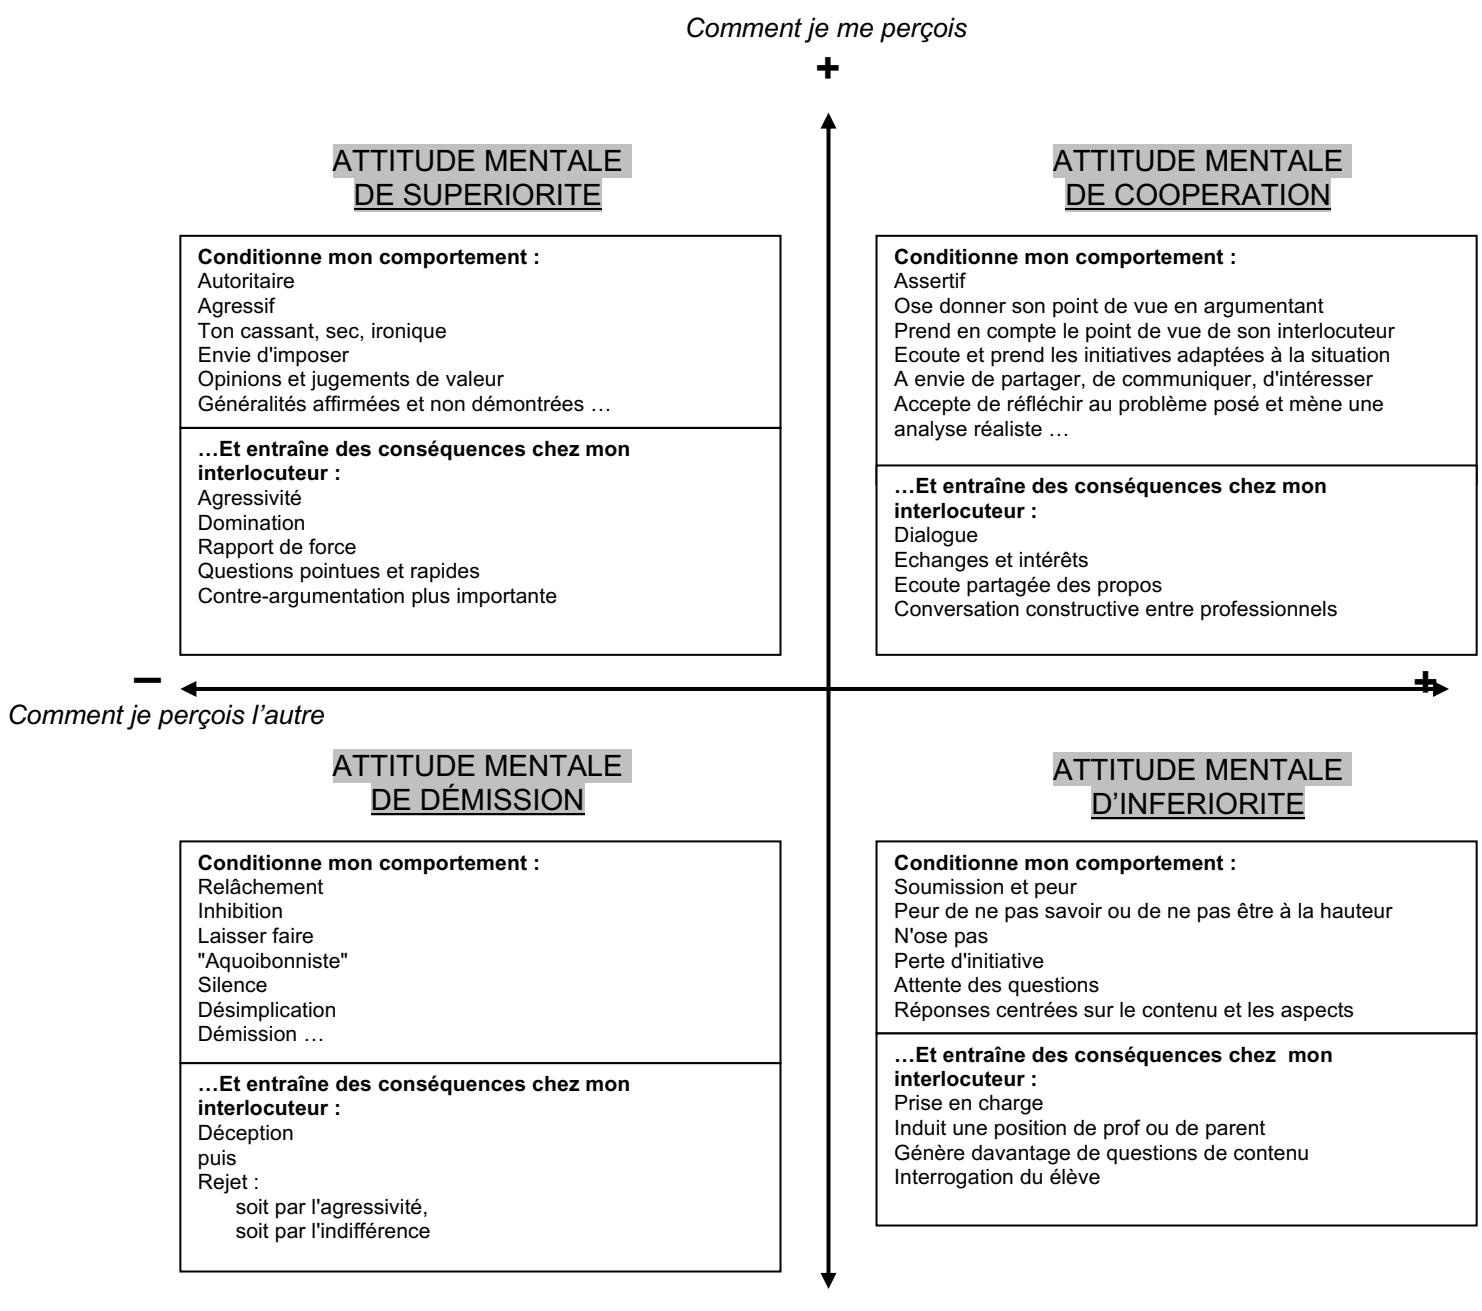 Comment je me perçois
+
ATTITUDE MENTALE
DE SUPERIORITE
Conditionne mon comportement :
Autoritaire
Agressif
Ton cassant, sec, ironique
Envie d'imposer
Opinions et jugements de valeur
Généralités affirmées et non démontrées …
…Et entraîne des conséquences chez mon
interlocuteur :
Agressivité
Domination
Rapport de force
Questions pointues et rapides
Contre-argumentation plus importante
ATTITUDE MENTALE
DE COOPERATION
Conditionne mon comportement :
Assertif
Ose donner son point de vue en argumentant
Prend en compte le point de vue de son interlocuteur
Ecoute et prend les initiatives adaptées à la situation
A envie de partager, de communiquer, d'intéresser
Accepte de réfléchir au problème posé et mène une
analyse réaliste …
…Et entraîne des conséquences chez mon
interlocuteur :
Dialogue
Echanges et intérêts
Ecoute partagée des propos
Conversation constructive entre professionnels
–
+
Comment je perçois l’autre
ATTITUDE MENTALE
DE DÉMISSION
Conditionne mon comportement :
Relâchement
Inhibition
Laisser faire
"Aquoibonniste"
Silence
Désimplication
Démission …
…Et entraîne des conséquences chez mon
interlocuteur :
Déception
puis
Rejet :
soit par l'agressivité,
soit par l'indifférence
ATTITUDE MENTALE
D’INFERIORITE
Conditionne mon comportement :
Soumission et peur
Peur de ne pas savoir ou de ne pas être à la hauteur
N'ose pas
Perte d'initiative
Attente des questions
Réponses centrées sur le contenu et les aspects
…Et entraîne des conséquences chez  mon
interlocuteur :
Prise en charge
Induit une position de prof ou de parent
Génère davantage de questions de contenu
Interrogation du élève